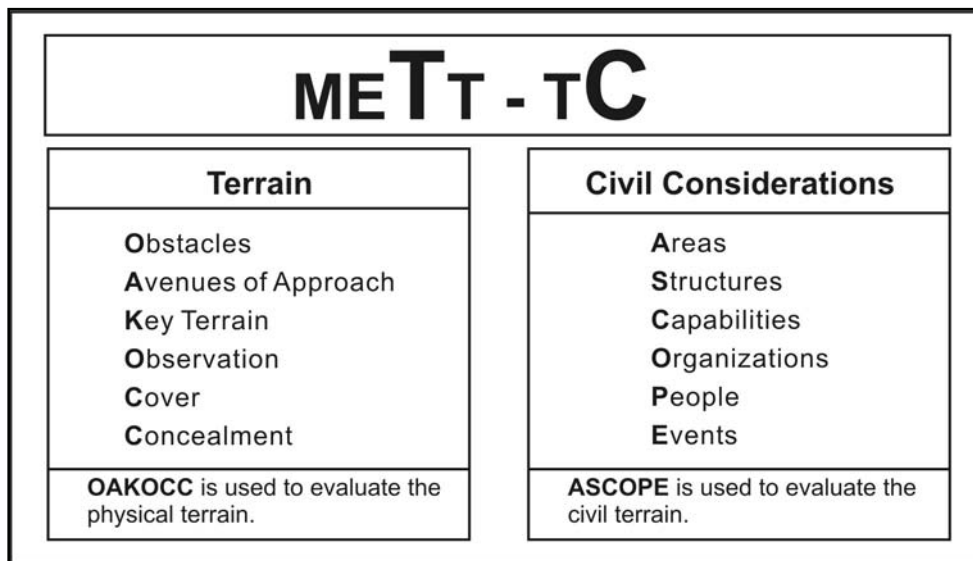 METT - TC
Terrain
Obstacles
Avenues of Approach
Key Terrain
Observation
Cover
Concealment
OAKOCC is used to evaluate the
physical terrain.
Civil Considerations
Areas
Structures
Capabilities
Organizations
People
Events
ASCOPE is used to evaluate the
civil terrain.